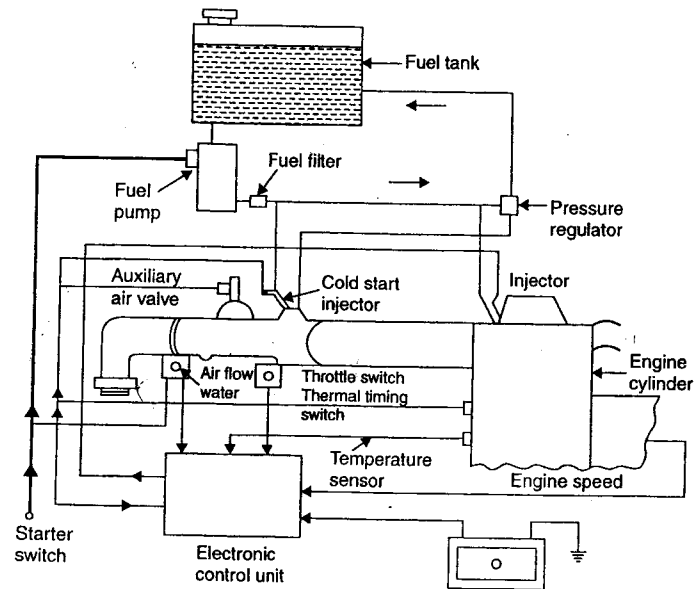 Fuel tank
Fuel filter
Fuel
pump
Pressure
regulator
Auxiliary
air valve
Cold start
injector
Injector
Air flow
water
Throttle switch
Thermal timing
switch
Engine
cylinder
Temperature
sensor
Engine speed
Starter
switch
Electronic
control unit